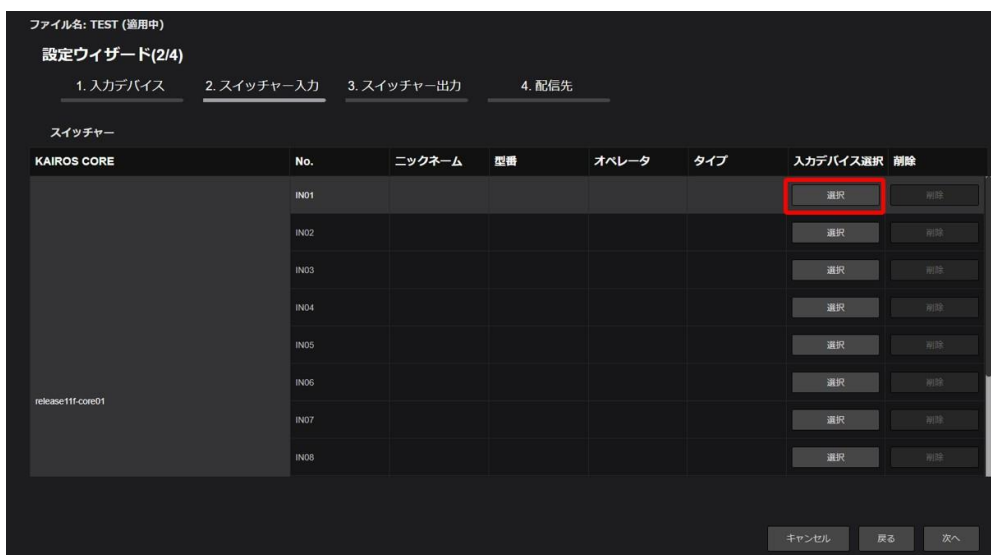 ファイル名: TEST (適用中)
設定ウィザード(2/4)
1. 入力デバイス 2. スイッチャー入力 3. スイッチャー出力 4. 配信先
スイッチャー
KAIROS CORE No. ニックネーム 型番 オペレータ タイプ 入力デバイス選択 削除
IN01 選択 削除
IN02 選択 削除
IN03 選択 削除
IN04 選択 削除
IN05 選択 削除
IN06 選択 削除
release11f-core01
IN07 選択 削除
IN08 選択 削除
キャンセル 戻る 次へ